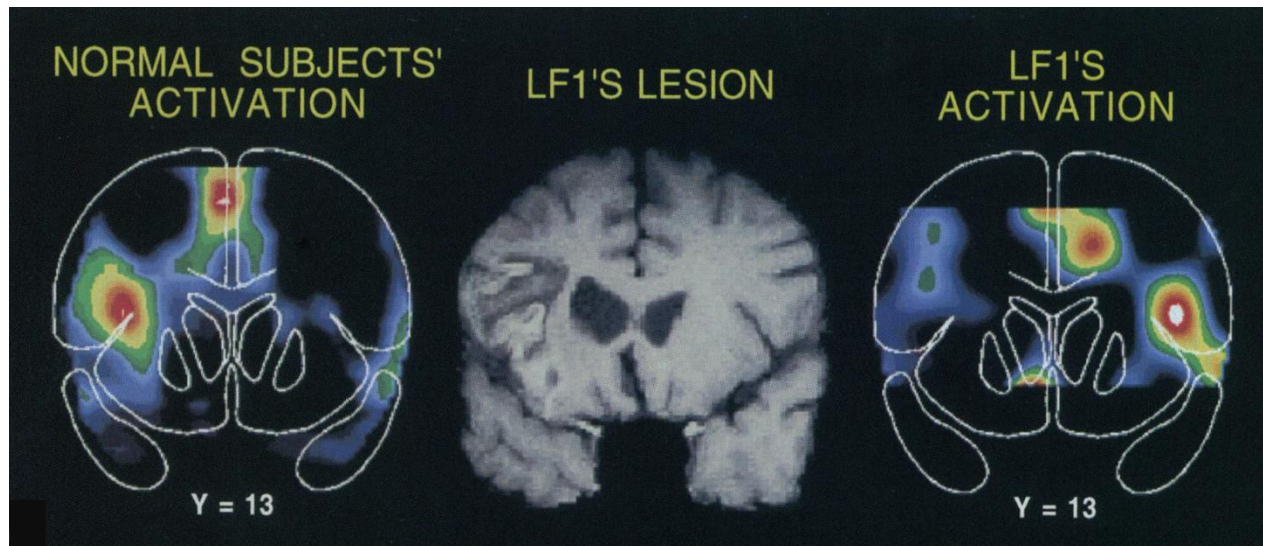 NORMAL SUBJECTS'
ACTIVATION
LF1'S LESION
LF1'S
ACTIVATION
Y = 13
Y = 13